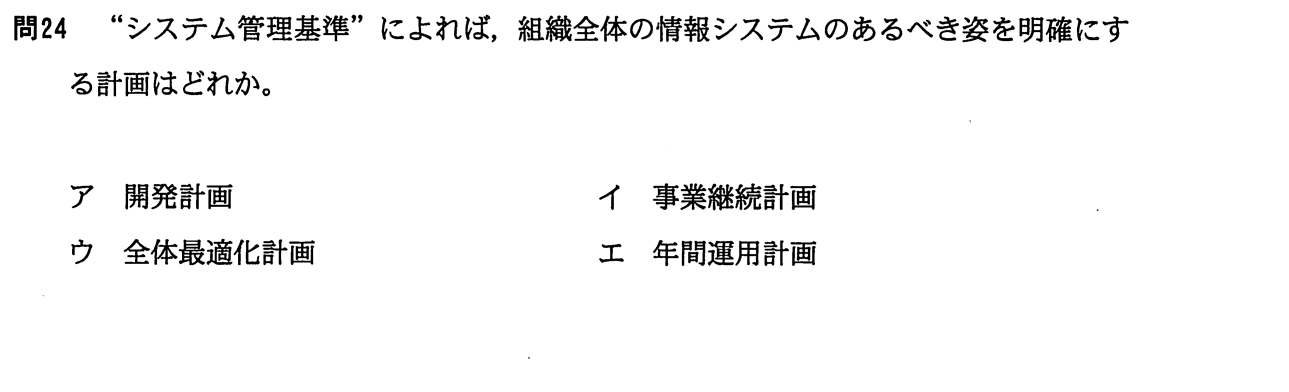 問24 “システム管理基準”によれば，組織全体の情報システムのあるべき姿を明確にす
る計画はどれか。
ア 開発計画 イ 事業継続計画
ウ 全体最適化計画 エ 年間運用計画